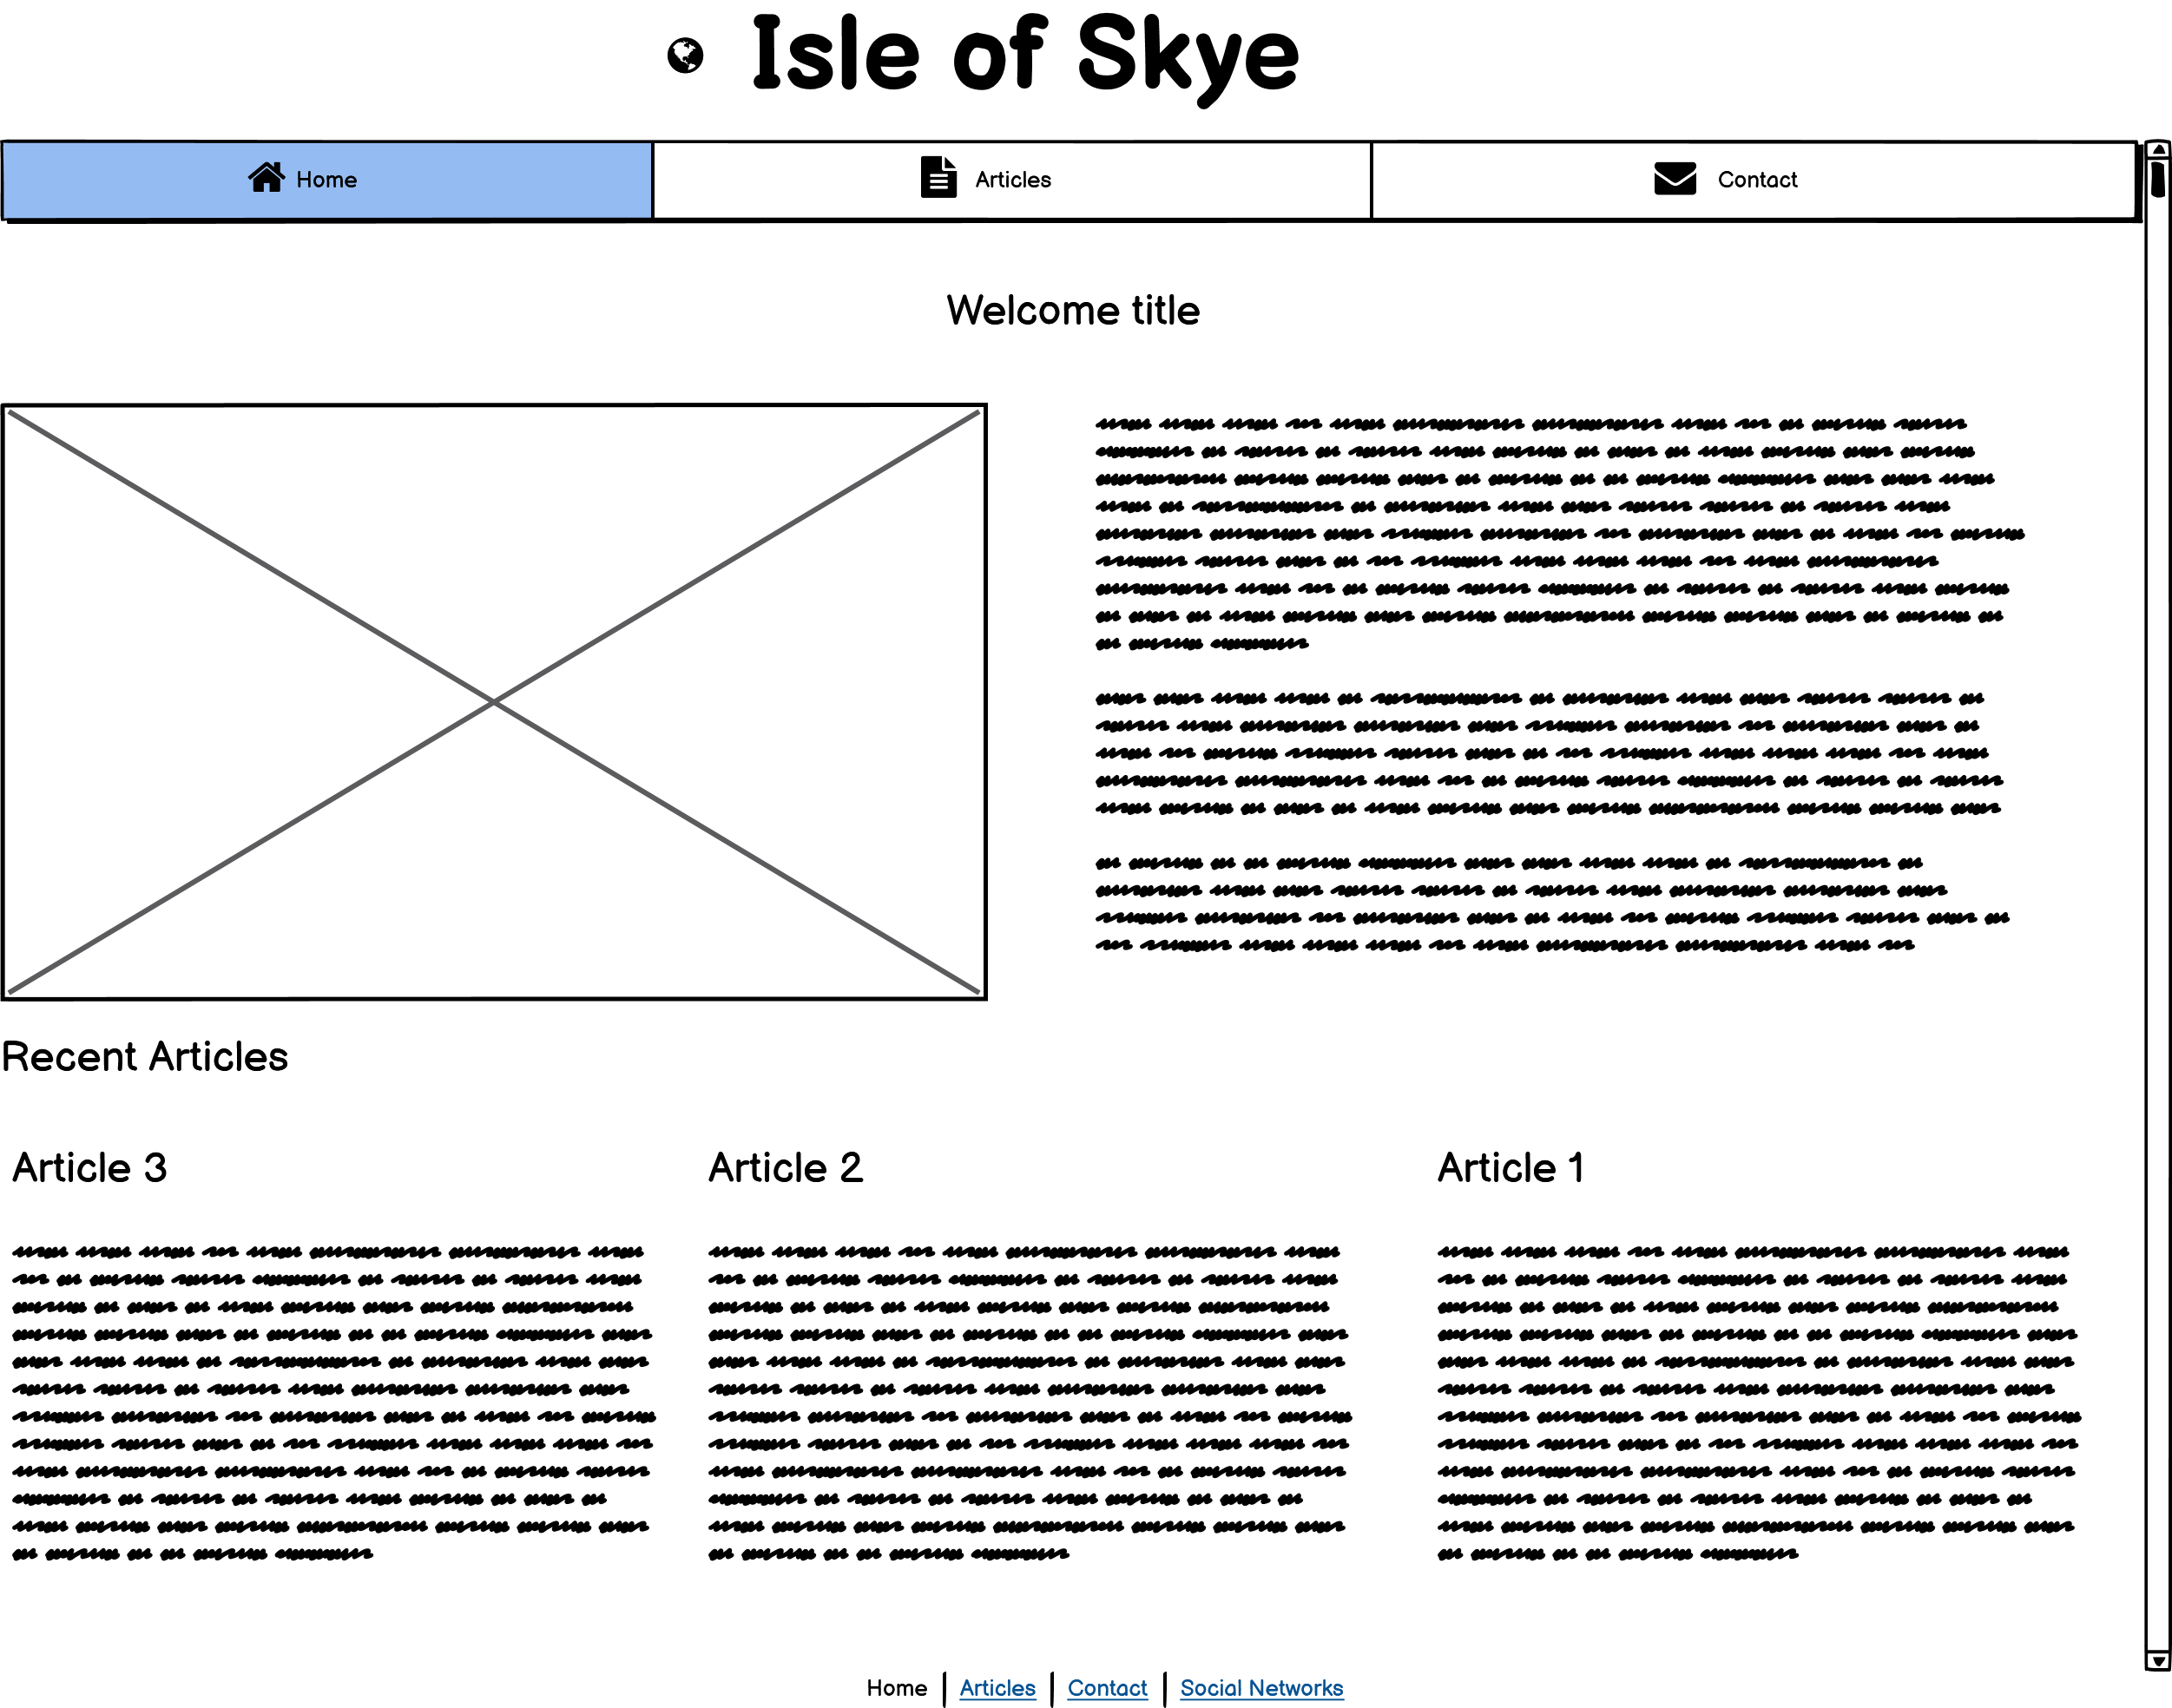 Isle of Skye
Home Articles Contact
Welcome title
Recent Articles
Article 3 Article 2 Article 1
Home | Articles | Contact | Social Networks